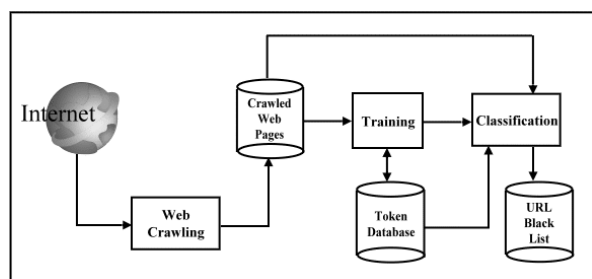 Internet
Crawled
Web
Pages
Training
Classification
Web
Crawling
Token
Database
URL
Black
List